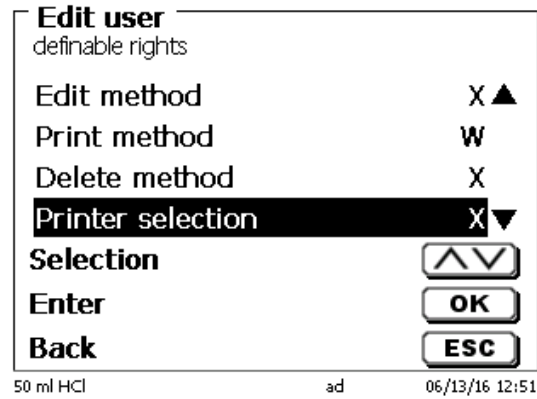 Edit user
definable rights
Edit method X
Print method W
Delete method X
Printer selection X
Selection
Enter OK
Back ESC
50 ml HCl ad 06/13/16 12:51